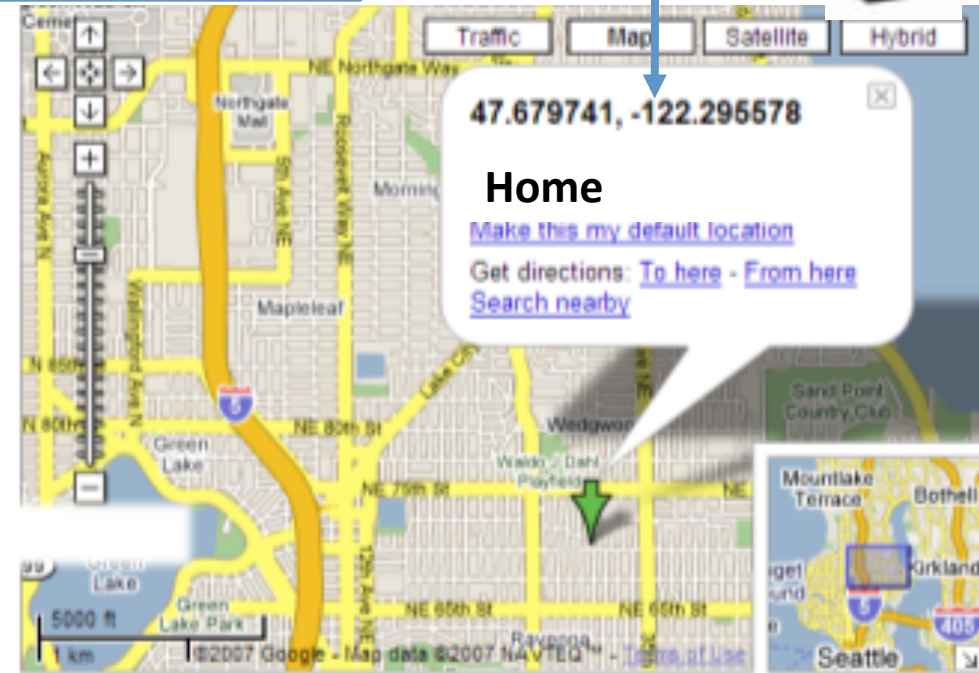 Traffic Map Satellite Hybrid
NE Northgate Way
Northgate
Mall
47.679741, -122.295578
Home
Make this my default location
Get directions: To here - From here
Search nearby
Aurora Ave N
Roosevelt Way NE
5th Ave NE
Mapleleaf
Lake City
N 85th
N 80th
5
NE 80th St
Wedgwoo
Sand Point
Country Club
Green
Lake
Waldo J Dahl
Playfield
NE 75th St
NE
12th Ave NE
Lake
Green
Lake Park
NE 65th St
NE 65th St
Ravenna
5000 ft
1 km
©2007 Google - Map data ©2007 NAVTEQ™ - Terms of Use
Mountlake
Terrace
Bothell
Kirkland
5
405
Seattle